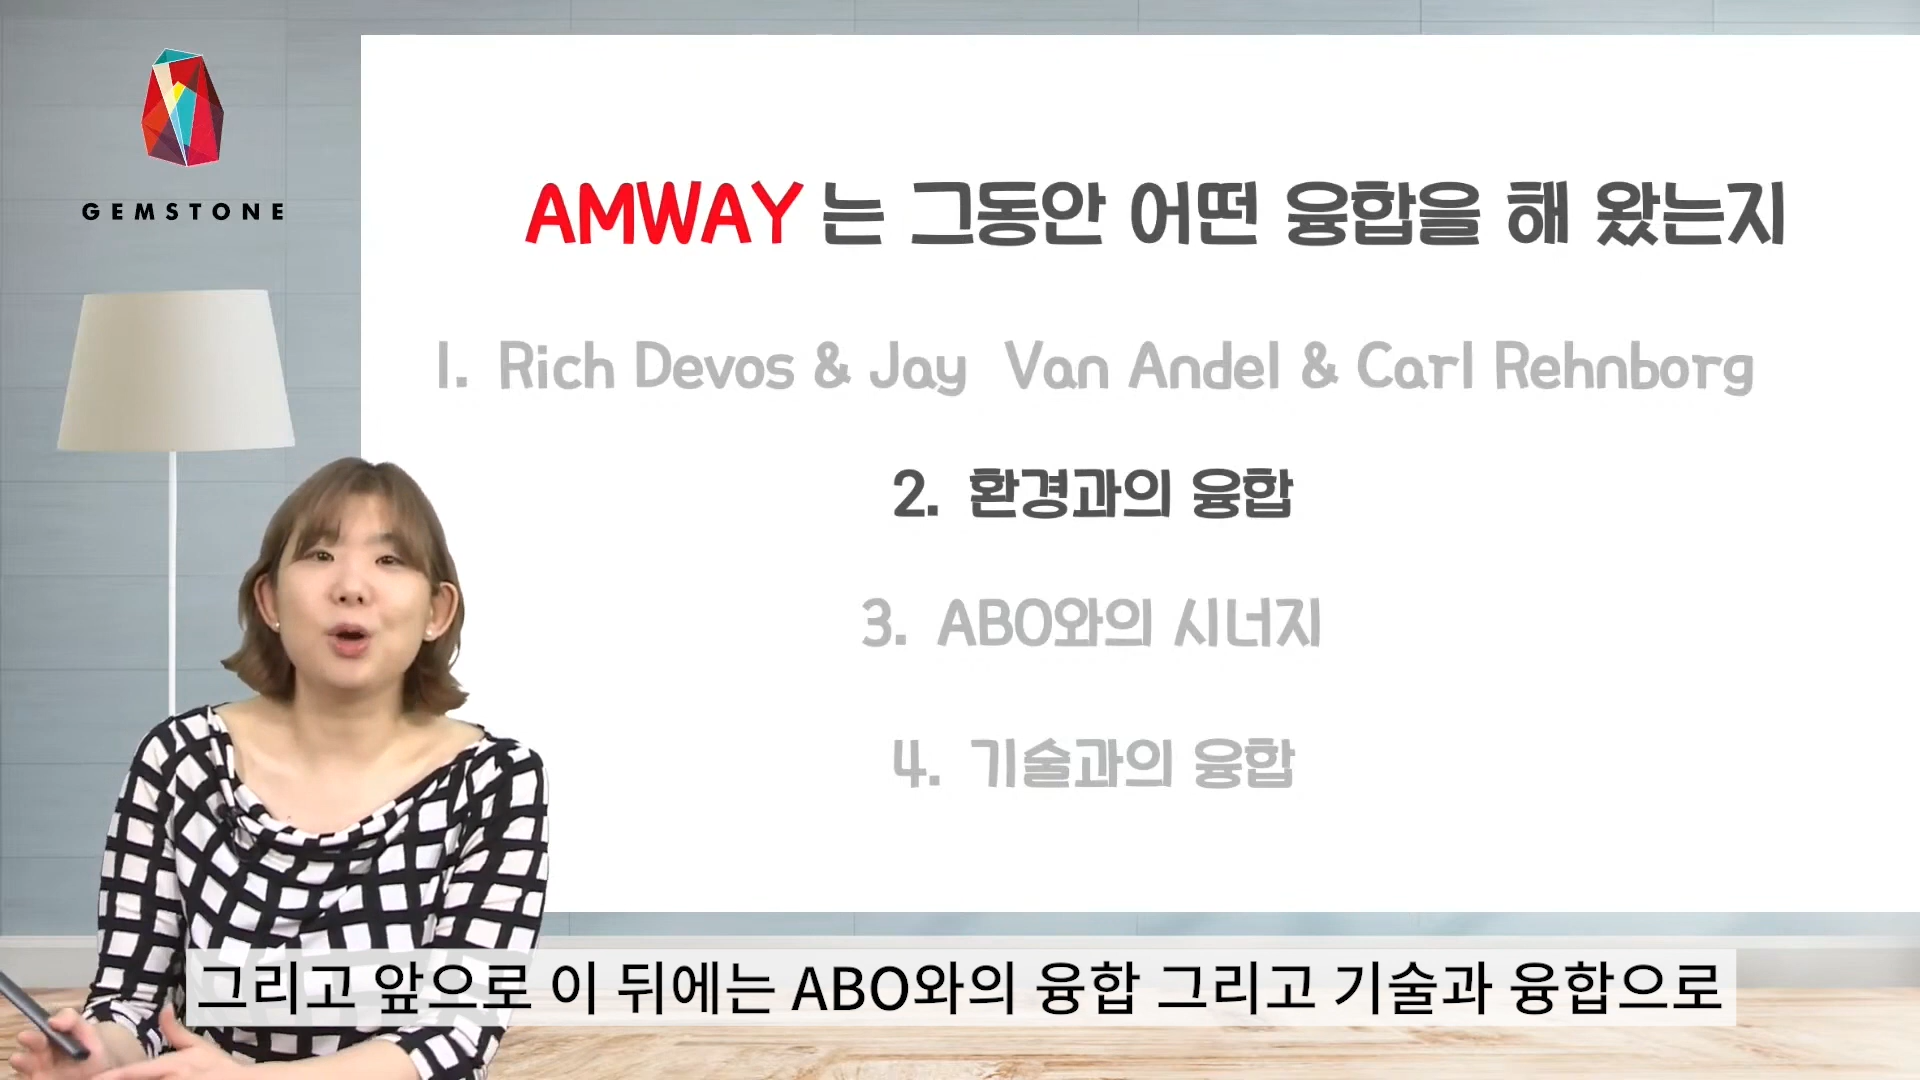 GEMSTONE
AMWAY 는 그동안 어떤 융합을 해 왔는지
1. Rich Devos & Jay Van Andel & Carl Rehnborg
2. 환경과의 융합
3. ABO와의 시너지
4. 기술과의 융합
그리고 앞으로 이 뒤에는 ABO와의 융합 그리고 기술과 융합으로